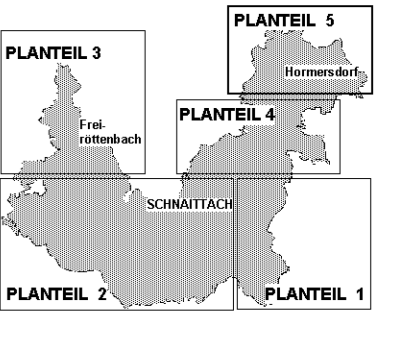 PLANTEIL 5
PLANTEIL 3
Hormersdorf
PLANTEIL 4
Frei-
röttenbach
SCHNAITTACH
PLANTEIL 2
PLANTEIL 1